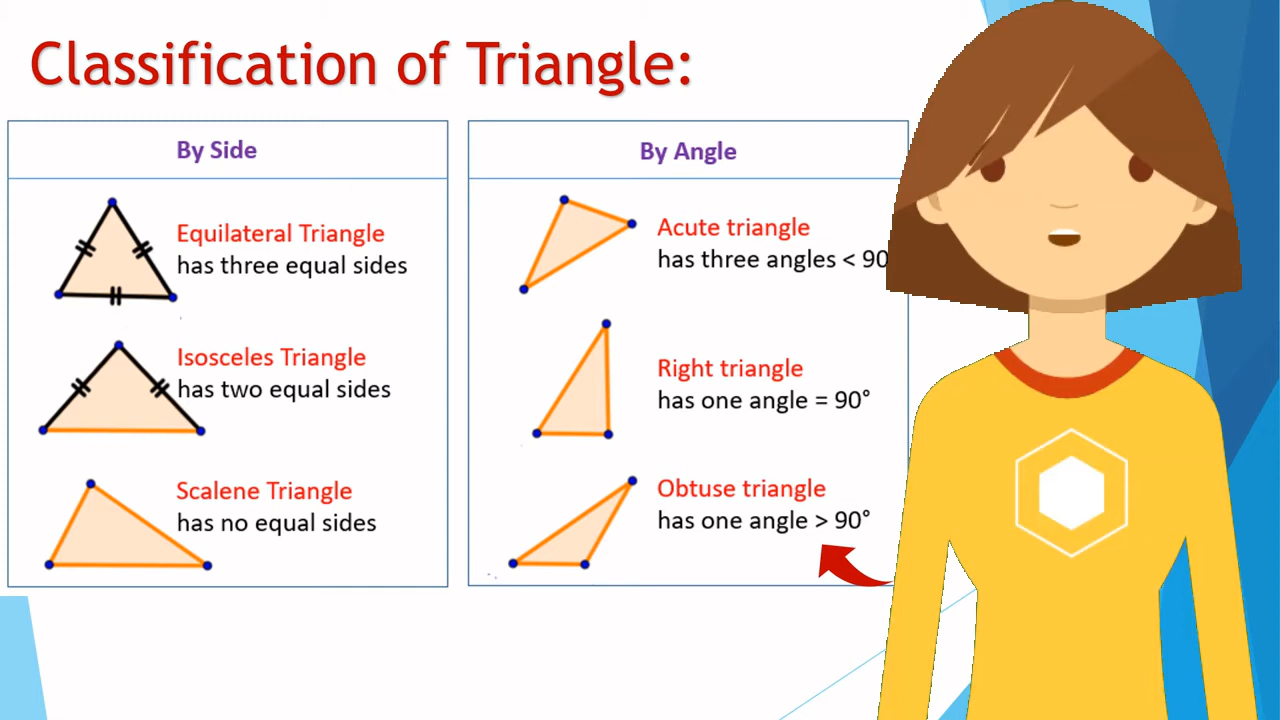 Classification of Triangle:
By Side
Equilateral Triangle
has three equal sides
Isosceles Triangle
has two equal sides
Scalene Triangle
has no equal sides
By Angle
Acute triangle
has three angles < 90
Right triangle
has one angle = 90°
Obtuse triangle
has one angle > 90°